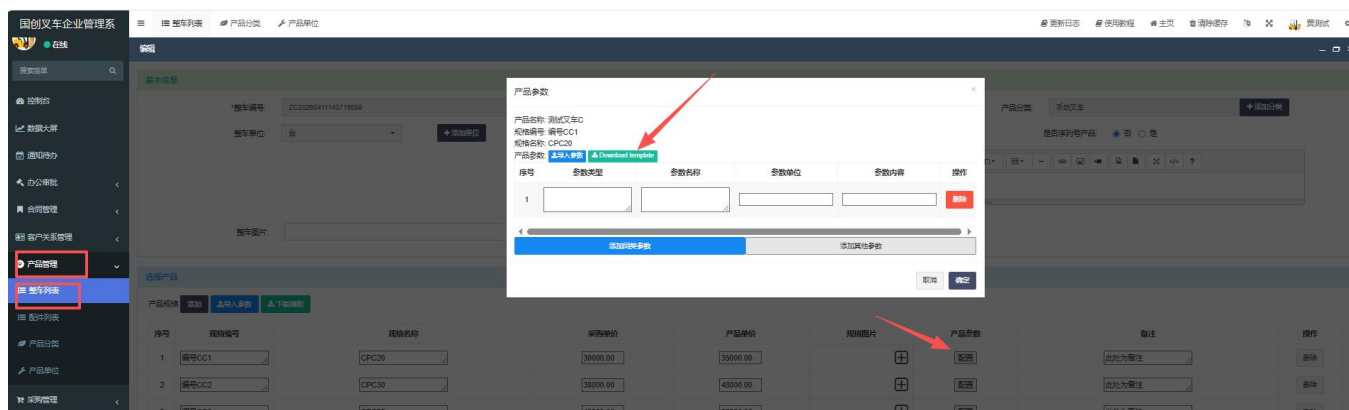 国创叉车企业管理系
整车列表 产品分类 产品单位
更新日志 使用教程 主页 清除缓存 黄测试
在线
编辑
搜索菜单
基本信息
控制台
数据大屏
通知待办
办公审批
合同管理
客户关系管理
产品管理
整车列表
配件列表
产品分类
产品单位
采购管理
*整车编号:
产品分类: 手动叉车 +添加分类
整车单位: 台 +添加单位
是否序列号产品: 否 是
整车图片:
产品参数 ×
产品名称: 测试叉车C
规格编号: 编号CC1
规格名称: CPC20
产品参数: 导入参数 Download template
序号 参数类型 参数名称 参数单位 参数内容 操作
1 删除
添加同类参数 添加其他参数
取消 确定
选择产品
产品规格 添加 导入参数 下载模板
序号 规格编号 规格名称 采购单价 产品单价 规格图片 产品参数 备注 操作
1 编号CC1 CPC20 30000.00 35000.00 配置 此处为备注 删除
2 编号CC2 CPC30 38000.00 48000.00 配置 此处为备注 删除